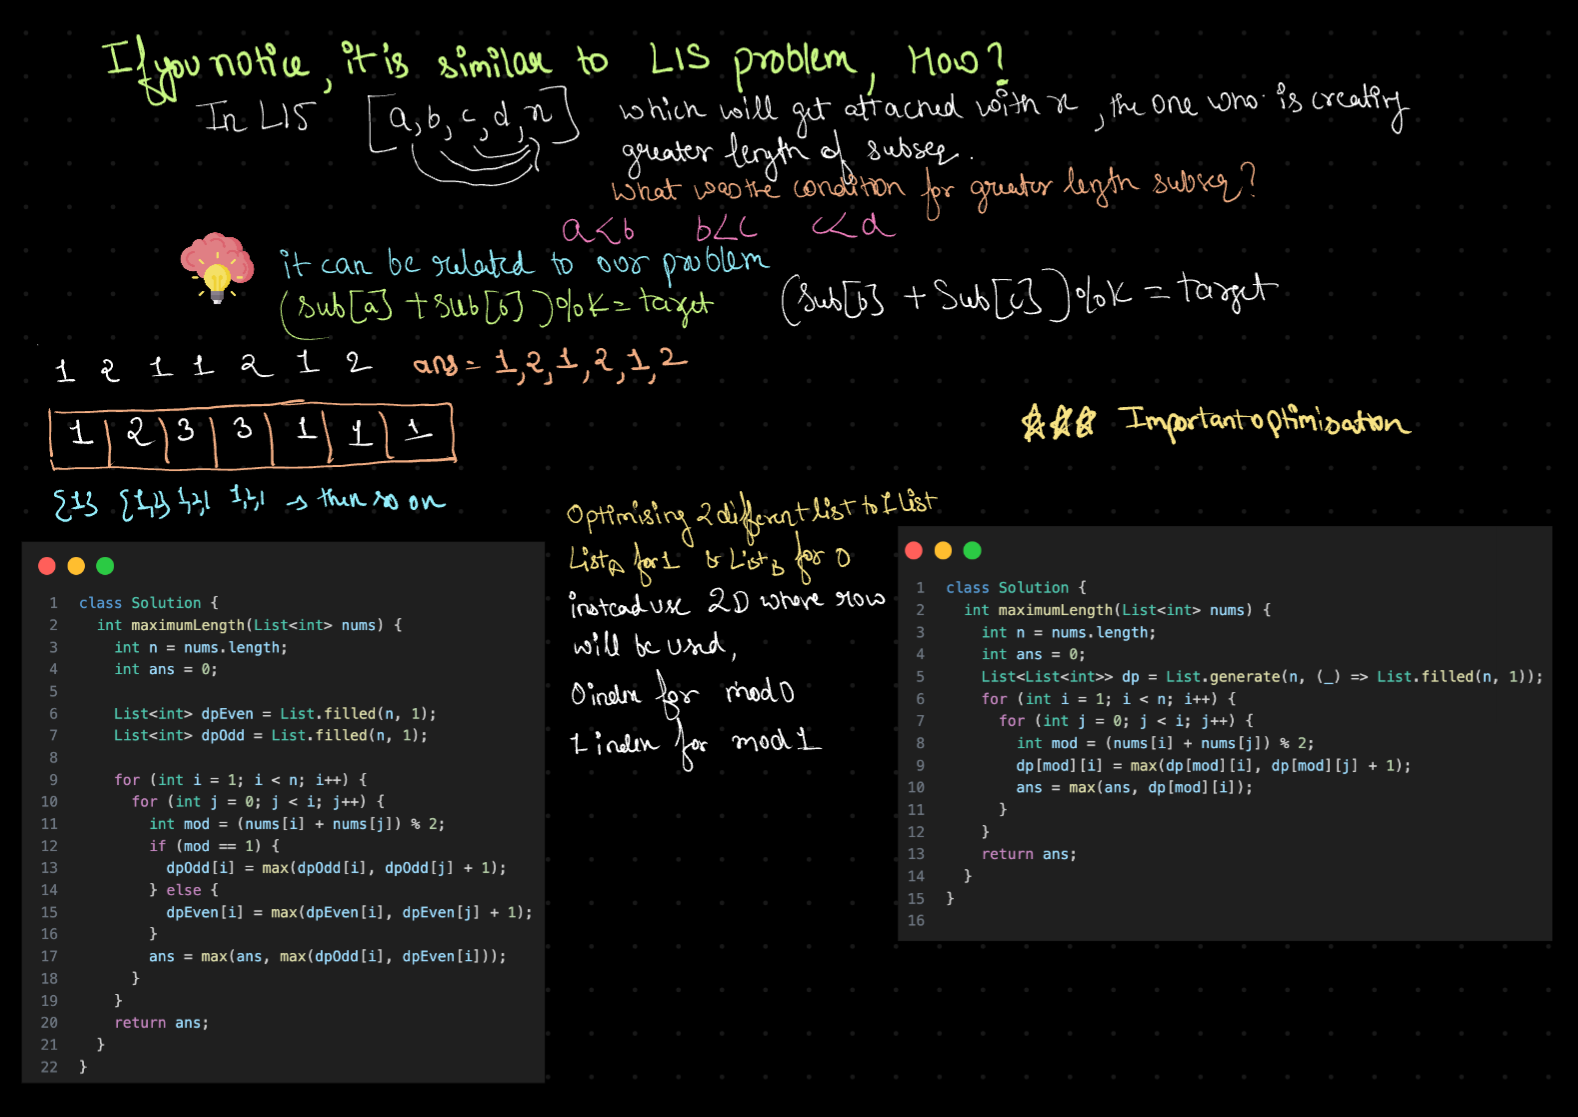 If you notice, it is similar to LIS problem, How?
In LIS [a, b, c, d, x] which will get attached with x, the one who is creating
greater length of subseq.
What was the condition for greater length subseq?
a<b b<c c<d
it can be related to our problem
(sub[a] + sub[b])%K = target (sub[b] + sub[c])%K = target
1 2 1 1 2 1 2 ans = 1,2,1,2,1,2
1 2 3 3 1 1 1
Important optimisation
{1} {1,2} 1,2,1 1,2,1 → then so on
Optimising 2 different list to 1 list
List A for 1 & List B for 0
instead use 2D where row
will be used,
0 index for mod 0
1 index for mod 1
1 class Solution {
2 int maximumLength(List<int> nums) {
3 int n = nums.length;
4 int ans = 0;
5
6 List<int> dpEven = List.filled(n, 1);
7 List<int> dpOdd = List.filled(n, 1);
8
9 for (int i = 1; i < n; i++) {
10 for (int j = 0; j < i; j++) {
11 int mod = (nums[i] + nums[j]) % 2;
12 if (mod == 1) {
13 dpOdd[i] = max(dpOdd[i], dpOdd[j] + 1);
14 } else {
15 dpEven[i] = max(dpEven[i], dpEven[j] + 1);
16 }
17 ans = max(ans, max(dpOdd[i], dpEven[i]));
18 }
19 }
20 return ans;
21 }
22 }
1 class Solution {
2 int maximumLength(List<int> nums) {
3 int n = nums.length;
4 int ans = 0;
5 List<List<int>> dp = List.generate(n, (_) => List.filled(n, 1));
6 for (int i = 1; i < n; i++) {
7 for (int j = 0; j < i; j++) {
8 int mod = (nums[i] + nums[j]) % 2;
9 dp[mod][i] = max(dp[mod][i], dp[mod][j] + 1);
10 ans = max(ans, dp[mod][i]);
11 }
12 }
13 return ans;
14 }
15 }
16